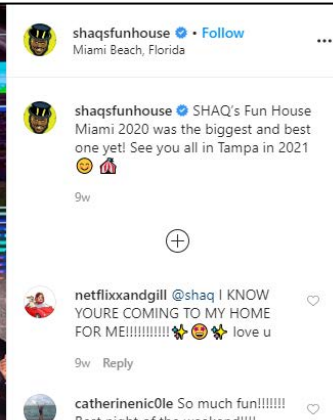 shaqsfunhouse • Follow
Miami Beach, Florida
shaqsfunhouse SHAQ's Fun House
Miami 2020 was the biggest and best
one yet! See you all in Tampa in 2021
😊 🎪
9w
netflixxandgill @shaq I KNOW
YOURE COMING TO MY HOME
FOR ME!!!!!!!!!!! ✨🤩✨ love u
9w Reply
catherinenic0le So much fun!!!!!!!
Best night of the weekend!!!!